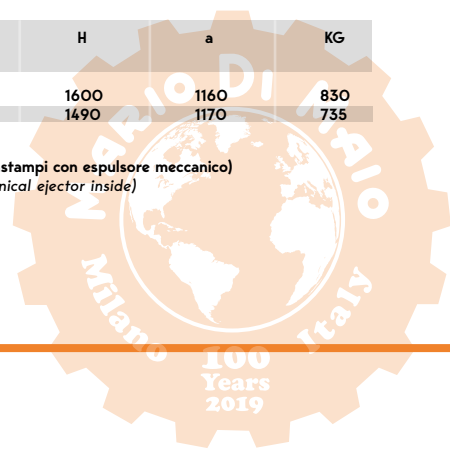 H a KG
1600 1160 830
1490 1170 735
stampi con espulsore meccanico)
nical ejector inside)
MARIO DI MAIO
Milano Italy
100
Years
2019